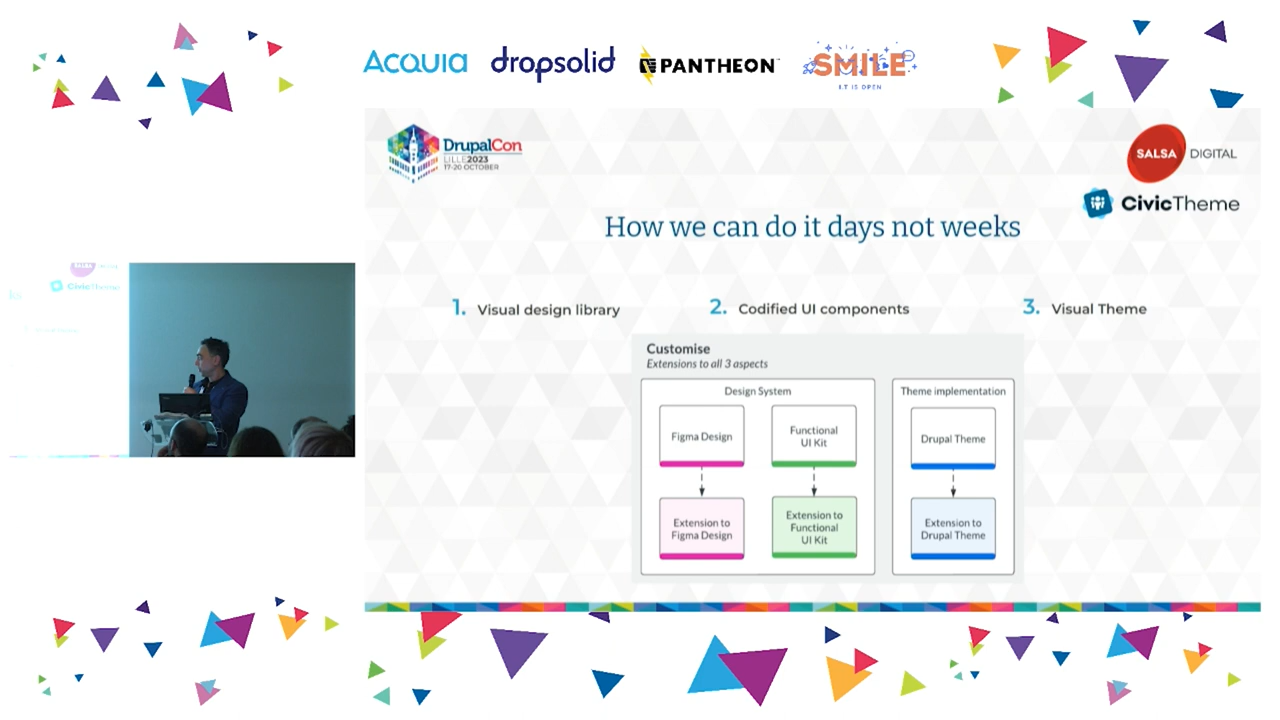 ACQUIA
dropsolid
PANTHEON
SMILE
I.T IS OPEN
DrupalCon
LILLE2023
17-20 OCTOBER
SALSA DIGITAL
CivicTheme
How we can do it days not weeks
1. Visual design library
2. Codified UI components
3. Visual Theme
Customise
Extensions to all 3 aspects
Design System
Theme implementation
Figma Design
Functional
UI Kit
Drupal Theme
Extension to
Figma Design
Extension to
Functional
UI Kit
Extension to
Drupal Theme
CivicTheme